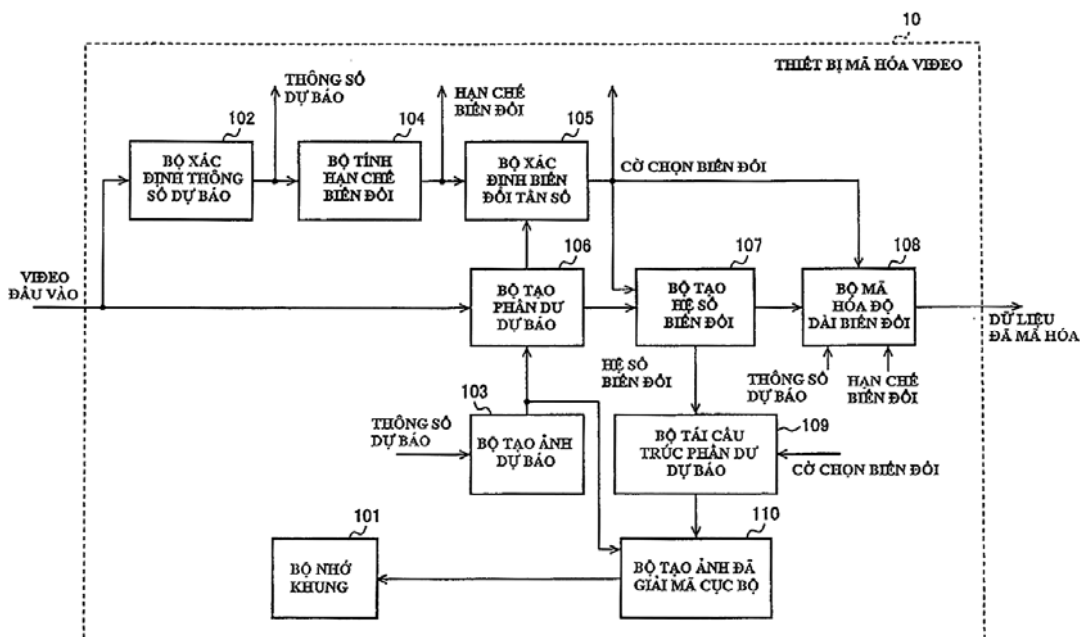 10
THIẾT BỊ MÃ HÓA VIĐEO
THÔNG SỐ
DỰ BÁO
HẠN CHẾ
BIẾN ĐỔI
102
BỘ XÁC
ĐỊNH THÔNG
SỐ DỰ BÁO
104
BỘ TÍNH
HẠN CHẾ
BIẾN ĐỔI
105
BỘ XÁC
ĐỊNH BIẾN
ĐỔI TẦN SỐ
CỜ CHỌN BIẾN ĐỔI
VIĐEO
ĐẦU VÀO
106
BỘ TẠO
PHẦN DƯ
DỰ BÁO
107
BỘ TẠO
HỆ SỐ
BIẾN ĐỔI
108
BỘ MÃ
HÓA ĐỘ
DÀI BIẾN ĐỔI
DỮ LIỆU
ĐÃ MÃ HÓA
HỆ SỐ
BIẾN ĐỔI
THÔNG SỐ
DỰ BÁO
HẠN CHẾ
BIẾN ĐỔI
THÔNG SỐ
DỰ BÁO
103
BỘ TẠO ẢNH
DỰ BÁO
109
BỘ TÁI CẤU
TRÚC PHẦN DƯ
DỰ BÁO
CỜ CHỌN BIẾN ĐỔI
101
BỘ NHỚ
KHUNG
110
BỘ TẠO ẢNH ĐÃ
GIẢI MÃ CỤC BỘ